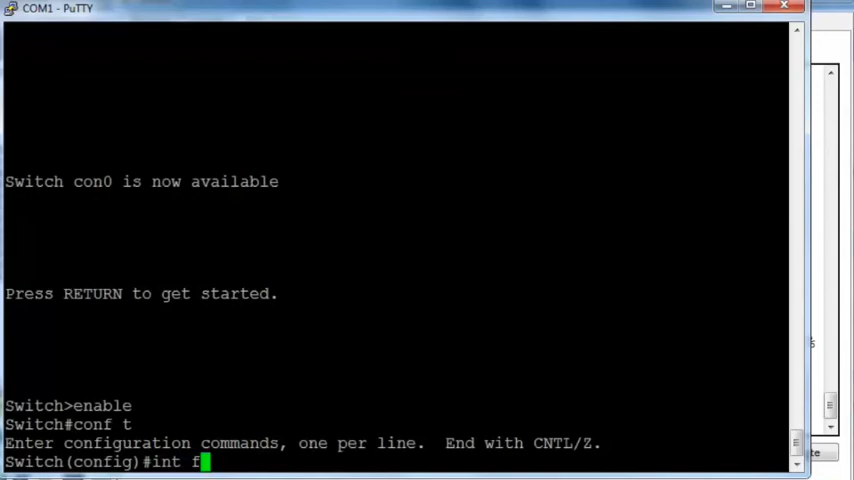 COM1 - PuTTY
Switch con0 is now available
Press RETURN to get started.
Switch>enable
Switch#conf t
Enter configuration commands, one per line.  End with CNTL/Z.
Switch(config)#int f